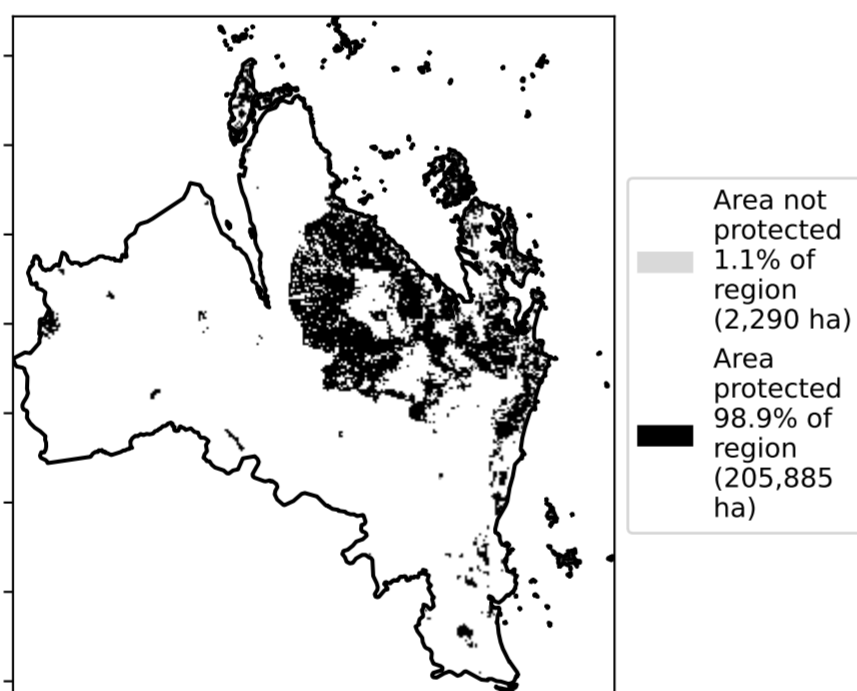 Area not
protected
1.1% of
region
(2,290 ha)
Area
protected
98.9% of
region
(205,885
ha)